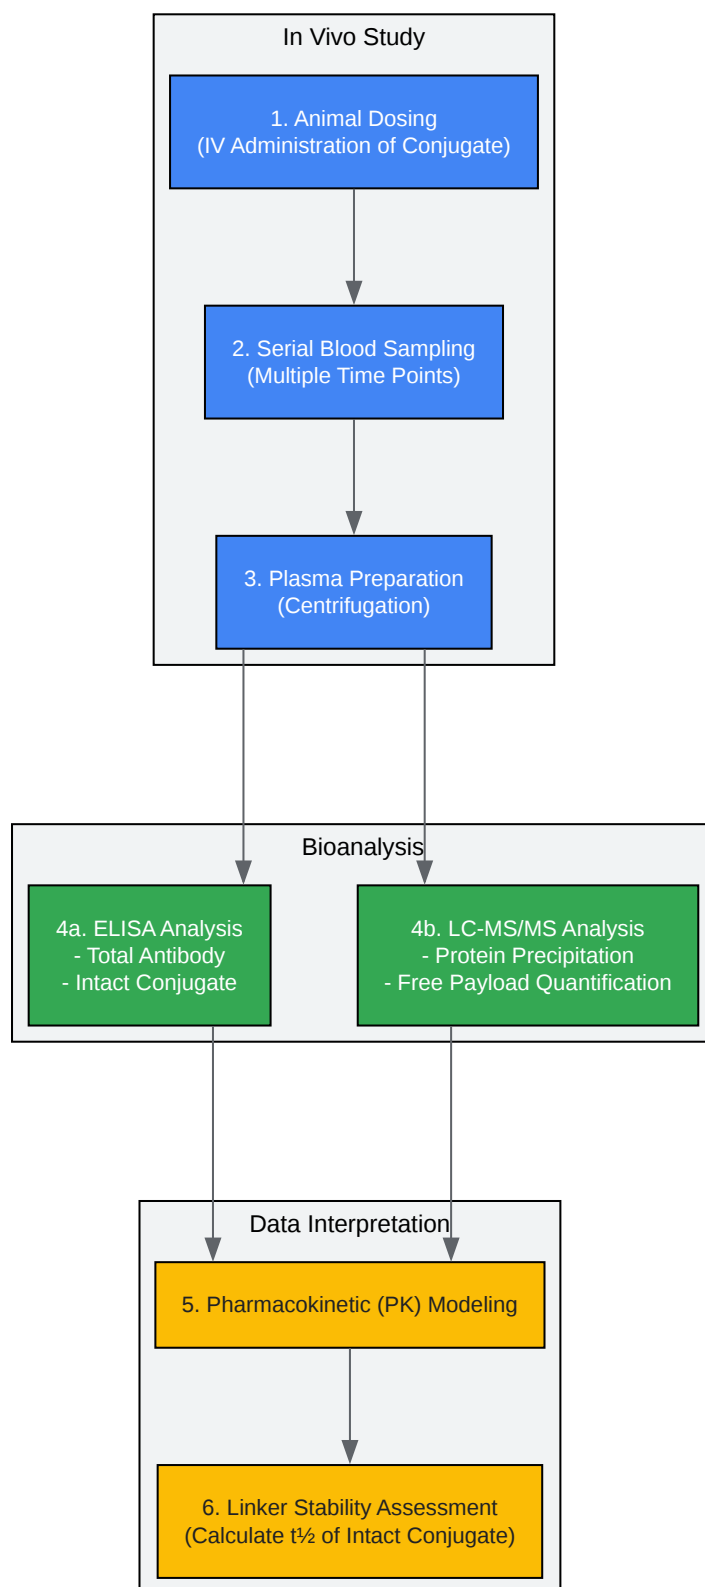 In Vivo Study
1. Animal Dosing
(IV Administration of Conjugate)
2. Serial Blood Sampling
(Multiple Time Points)
3. Plasma Preparation
(Centrifugation)
Bioanalysis
4a. ELISA Analysis
- Total Antibody
- Intact Conjugate
4b. LC-MS/MS Analysis
- Protein Precipitation
- Free Payload Quantification
Data Interpretation
5. Pharmacokinetic (PK) Modeling
6. Linker Stability Assessment
(Calculate t½ of Intact Conjugate)